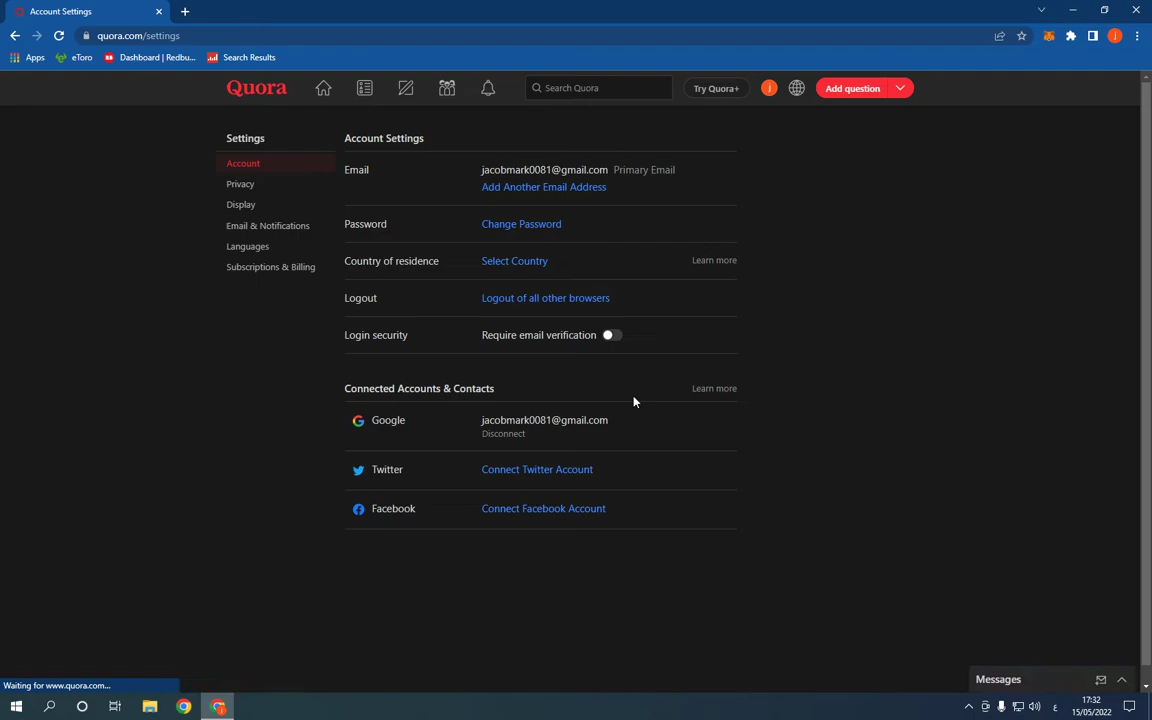 Account Settings
quora.com/settings
Apps
eToro
Dashboard | Redbu...
Search Results
Quora
Search Quora
Try Quora+
j
Add question
Settings
Account
Privacy
Display
Email & Notifications
Languages
Subscriptions & Billing
Account Settings
Email
jacobmark0081@gmail.com Primary Email
Add Another Email Address
Password
Change Password
Country of residence
Select Country
Learn more
Logout
Logout of all other browsers
Login security
Require email verification
Connected Accounts & Contacts
Learn more
Google
jacobmark0081@gmail.com
Disconnect
Twitter
Connect Twitter Account
Facebook
Connect Facebook Account
Messages
Waiting for www.quora.com...
ع
17:32
15/05/2022